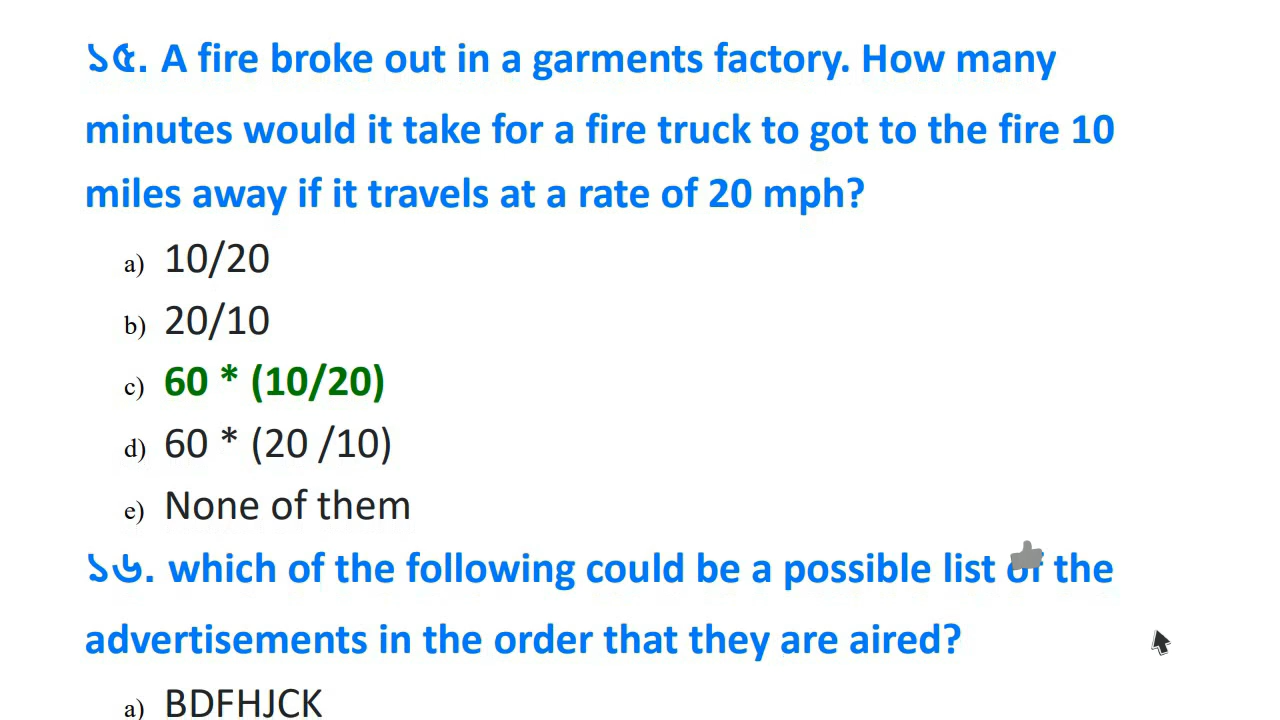 ১৫. A fire broke out in a garments factory. How many
minutes would it take for a fire truck to got to the fire 10
miles away if it travels at a rate of 20 mph?
a) 10/20
b) 20/10
c) 60 * (10/20)
d) 60 * (20 /10)
e) None of them
১৬. which of the following could be a possible list of the
advertisements in the order that they are aired?
a) BDFHJCK